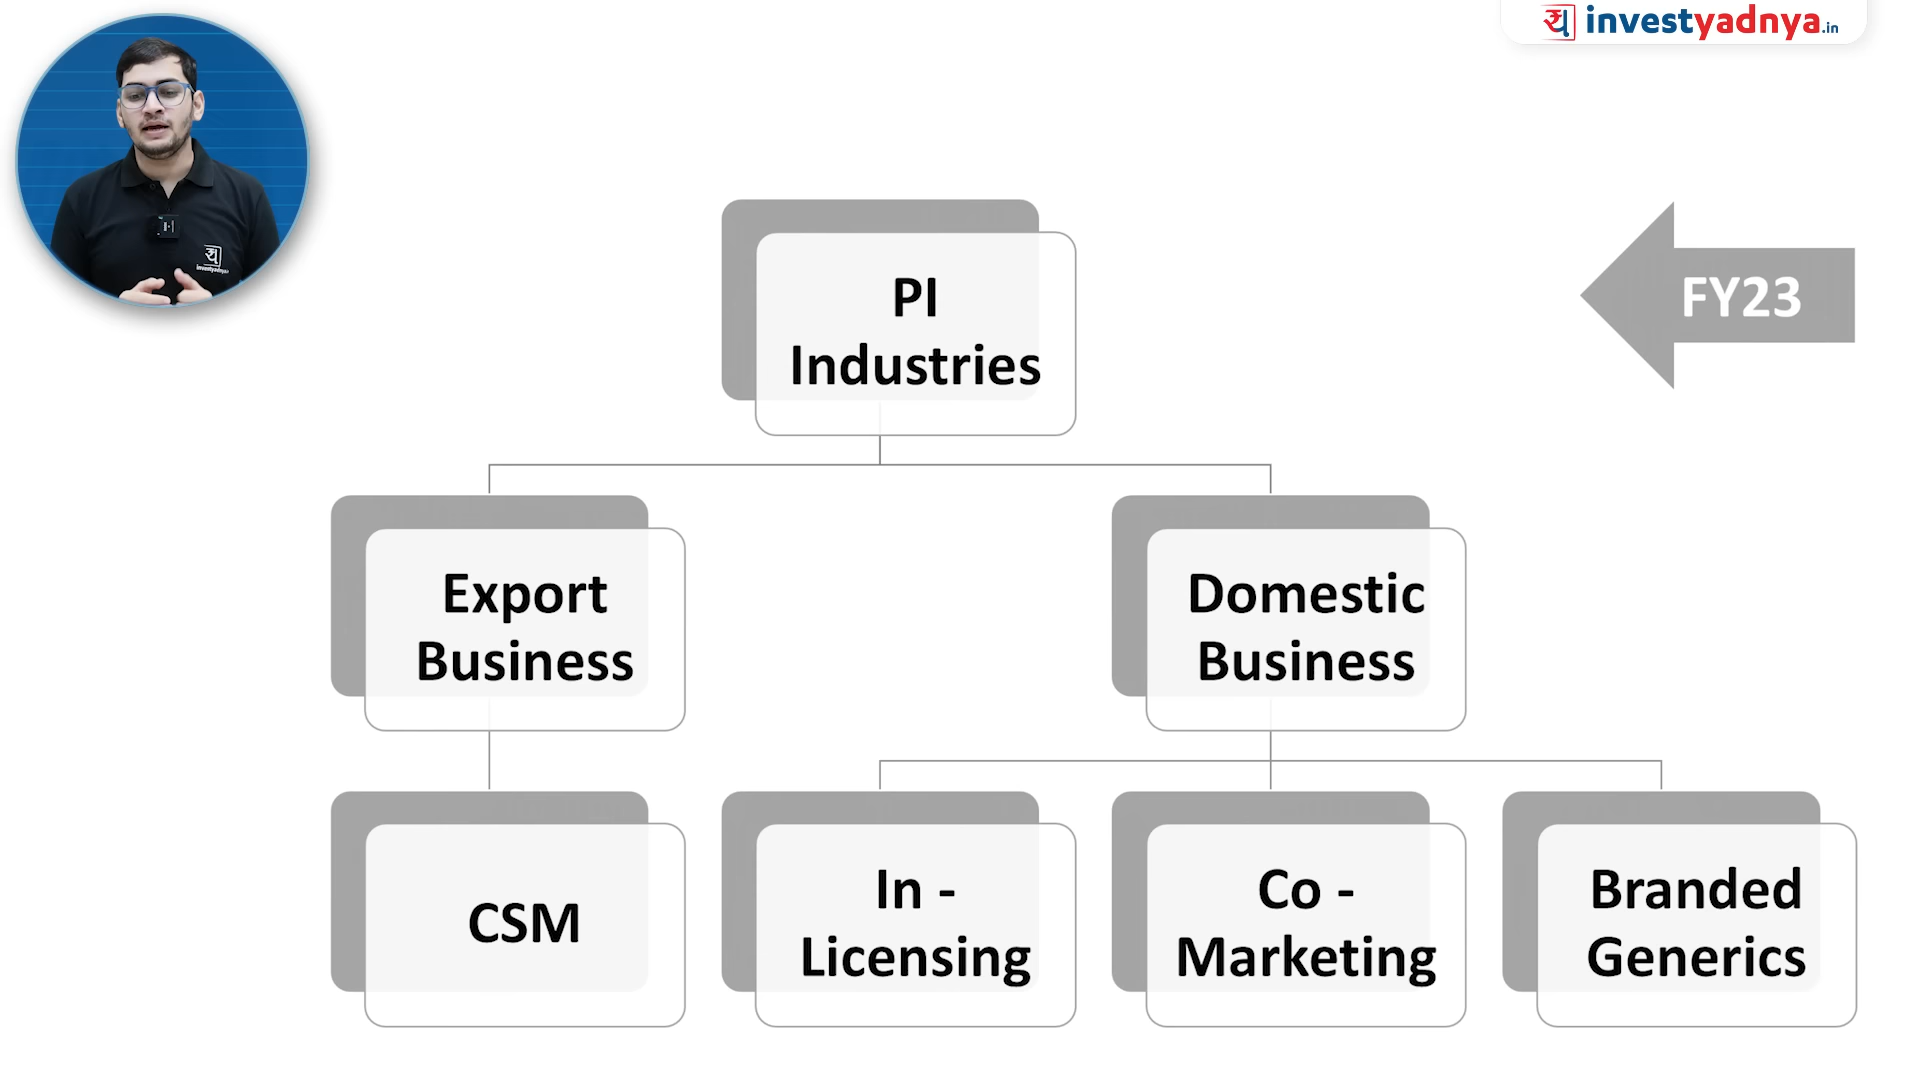 investyadnya.in
PI
Industries
FY23
Export
Business
Domestic
Business
CSM
In -
Licensing
Co -
Marketing
Branded
Generics